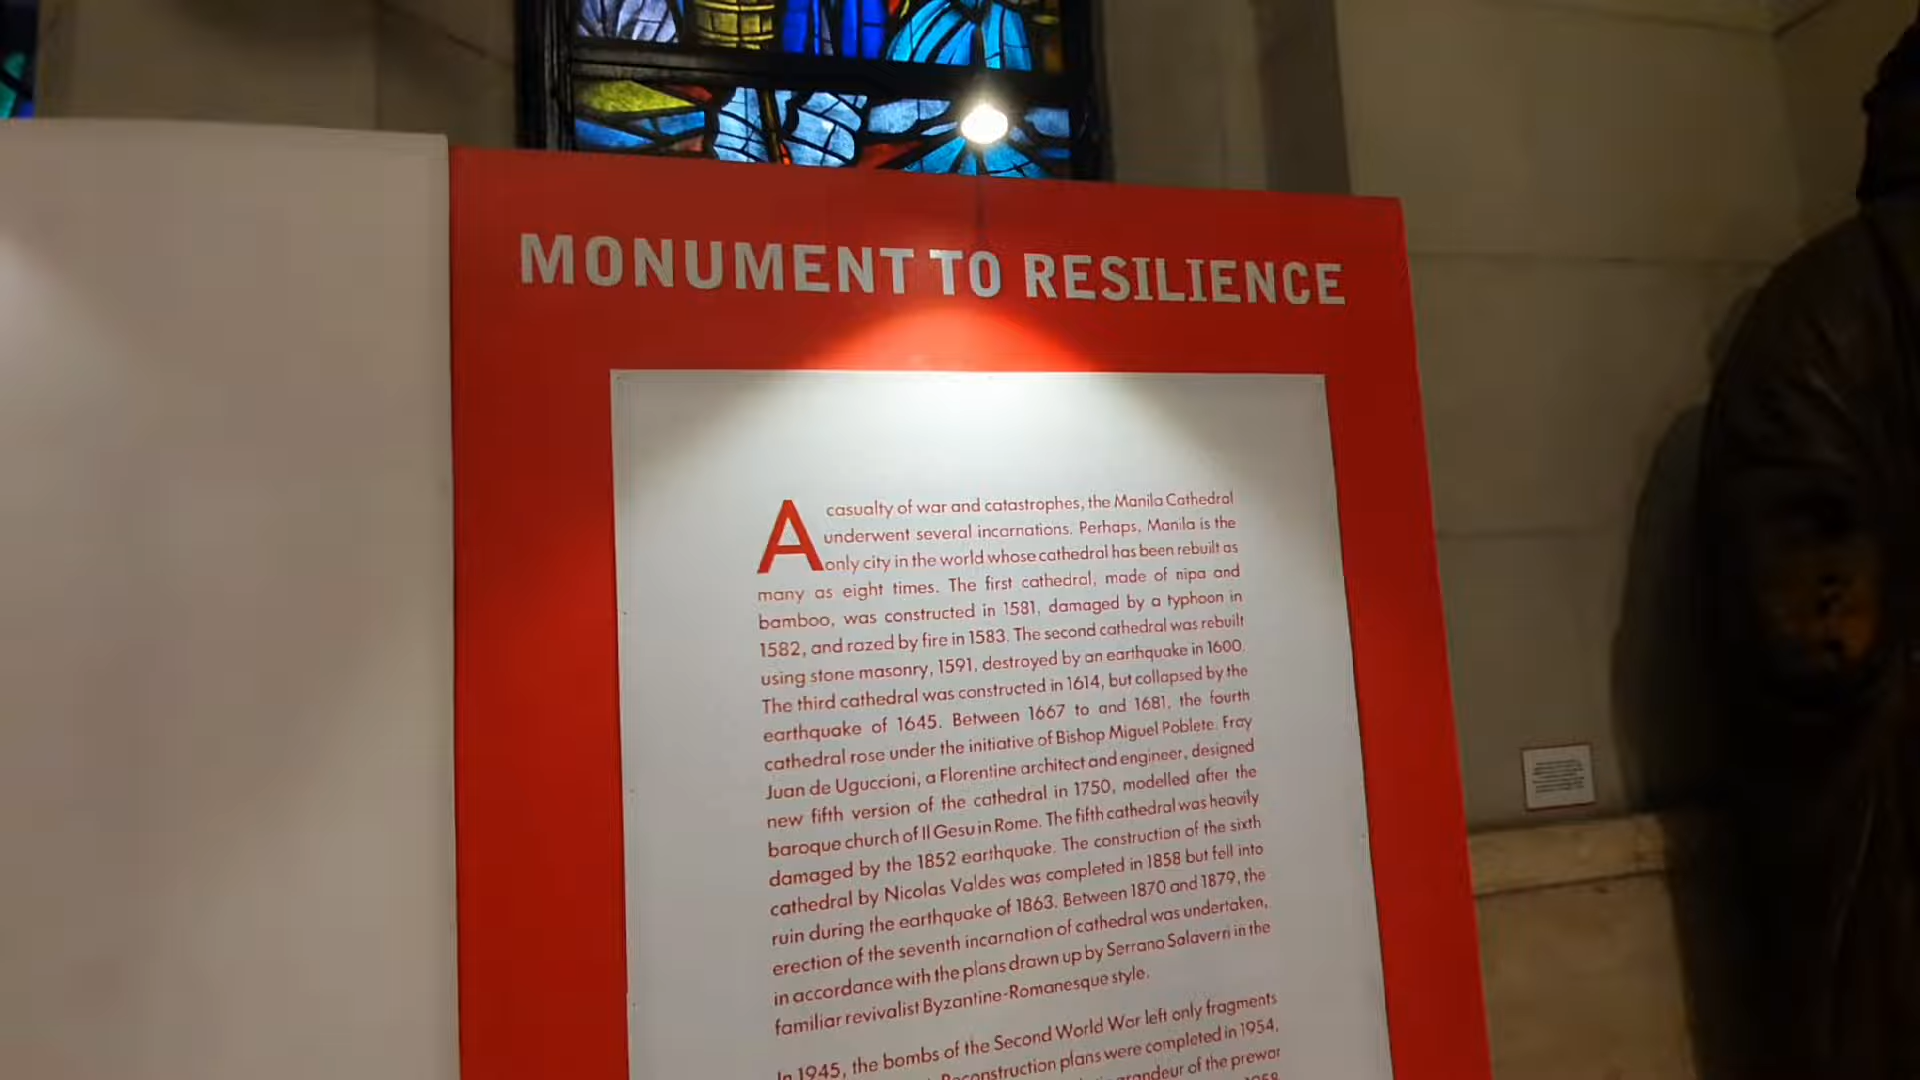 MONUMENT TO RESILIENCE
A casualty of war and catastrophes, the Manila Cathedral
underwent several incarnations. Perhaps, Manila is the
only city in the world whose cathedral has been rebuilt as
many as eight times. The first cathedral, made of nipa and
bamboo, was constructed in 1581, damaged by a typhoon in
1582, and razed by fire in 1583. The second cathedral was rebuilt
using stone masonry, 1591, destroyed by an earthquake in 1600.
The third cathedral was constructed in 1614, but collapsed by the
earthquake of 1645. Between 1667 to and 1681, the fourth
cathedral rose under the initiative of Bishop Miguel Poblete. Fray
Juan de Uguccioni, a Florentine architect and engineer, designed
new fifth version of the cathedral in 1750, modelled after the
baroque church of Il Gesu in Rome. The fifth cathedral was heavily
damaged by the 1852 earthquake. The construction of the sixth
cathedral by Nicolas Valdes was completed in 1858 but fell into
ruin during the earthquake of 1863. Between 1870 and 1879, the
erection of the seventh incarnation of cathedral was undertaken,
in accordance with the plans drawn up by Serrano Salaverri in the
familiar revivalist Byzantine-Romanesque style.
In 1945, the bombs of the Second World War left only fragments
Reconstruction plans were completed in 1954,
grandeur of the prewar